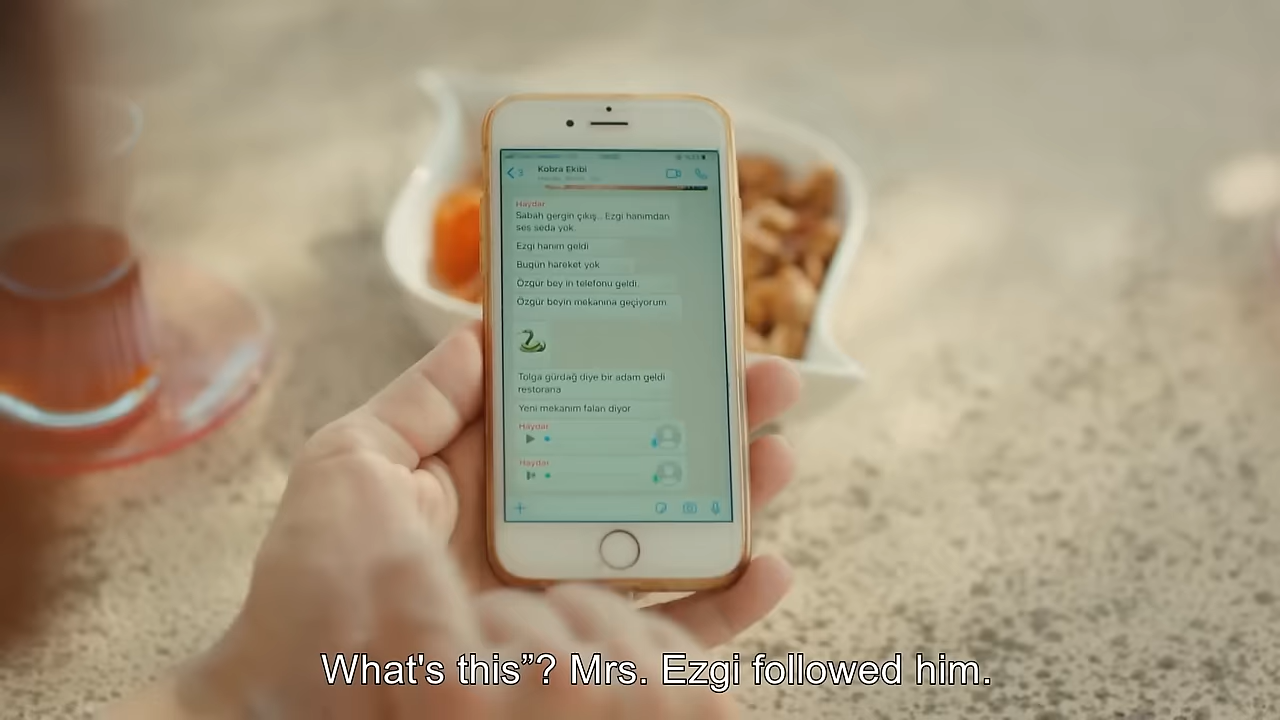 3
Kobra Ekibi
Haydar
Sabah gergin çıkış.. Ezgi hanımdan
ses seda yok.
Ezgi hanım geldi
Bugün hareket yok
Özgür bey in telefonu geldi.
Özgür beyin mekanına geçiyorum
Tolga gürdağ diye bir adam geldi
restorana
Yeni mekanım falan diyor
Haydar
Haydar
What's this”? Mrs. Ezgi followed him.